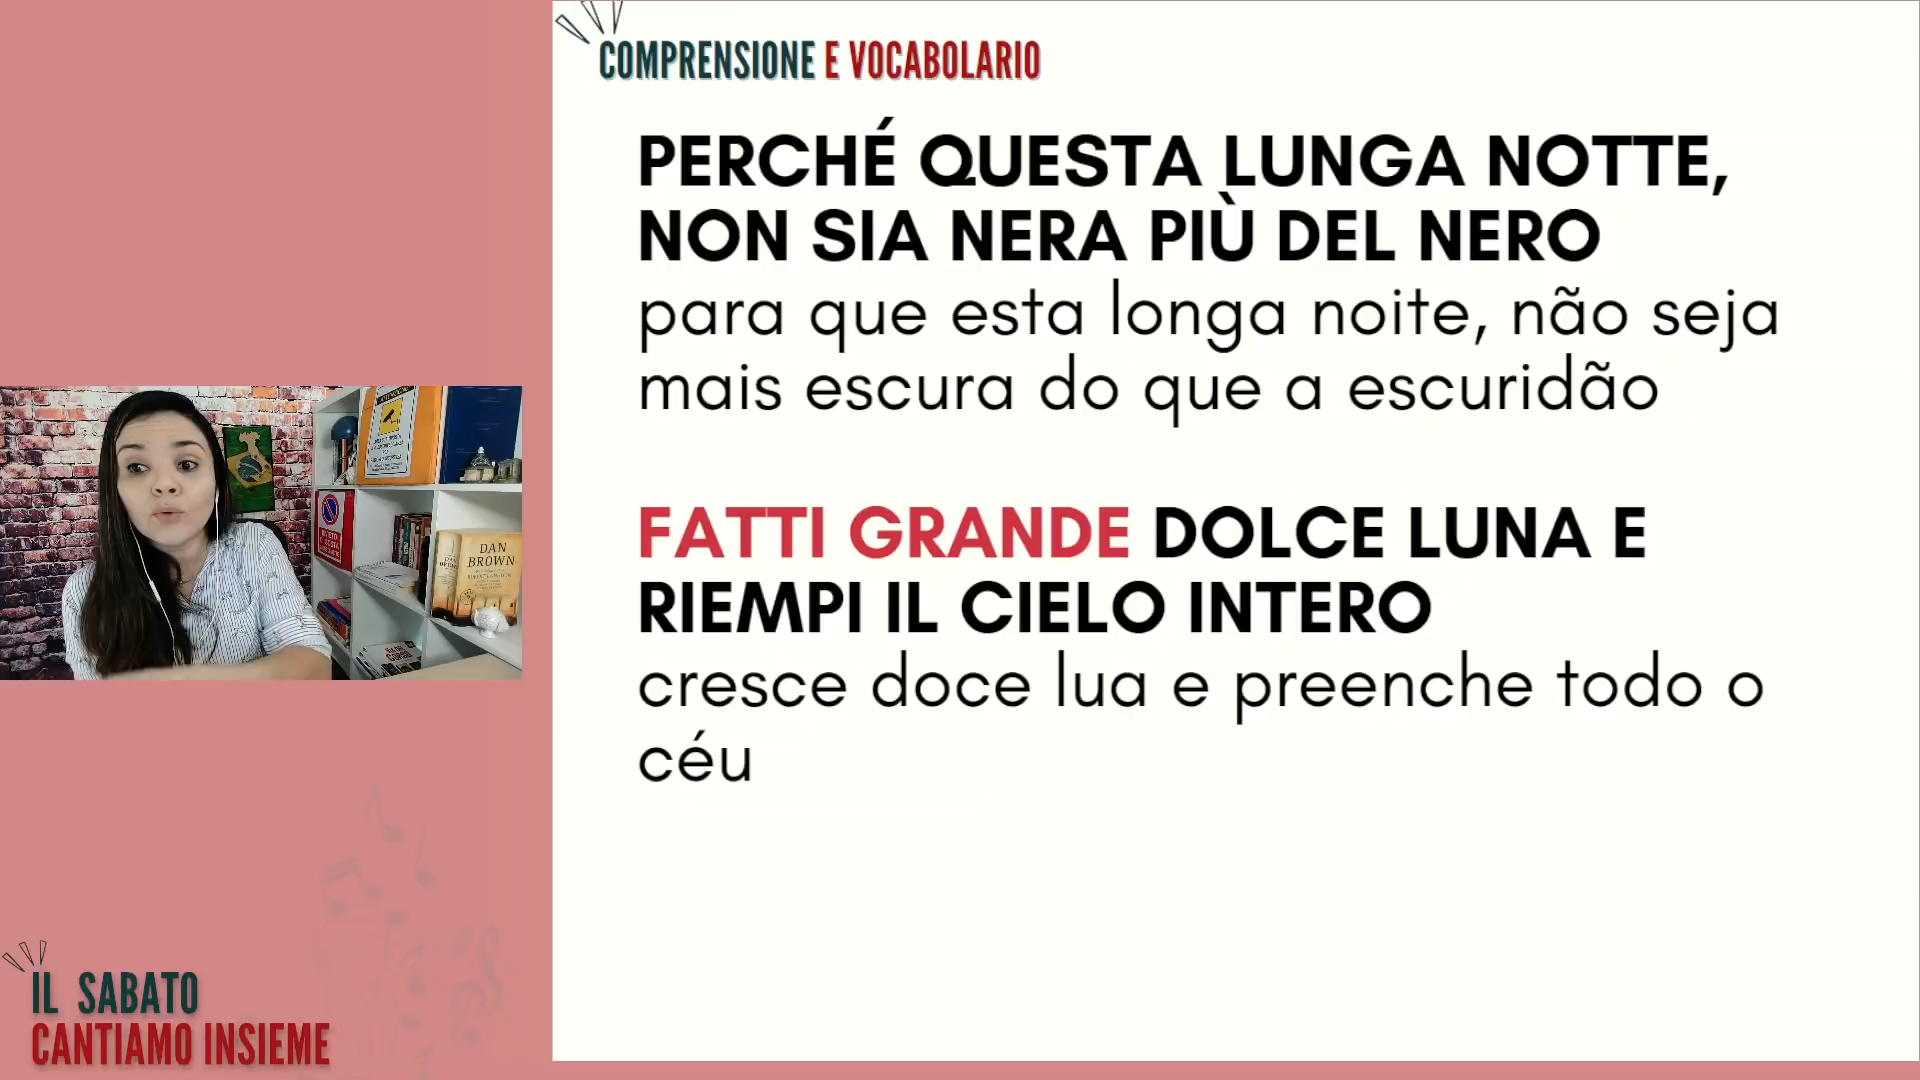 COMPRENSIONE E VOCABOLARIO
PERCHÉ QUESTA LUNGA NOTTE,
NON SIA NERA PIÙ DEL NERO
para que esta longa noite, não seja
mais escura do que a escuridão
FATTI GRANDE DOLCE LUNA E
RIEMPI IL CIELO INTERO
cresce doce lua e preenche todo o
céu
DAN
BROWN
IL SABATO
CANTIAMO INSIEME